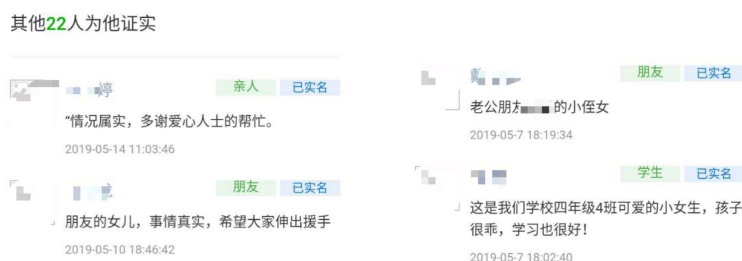 其他22人为他证实
婷
亲人
已实名
“情况属实，多谢爱心人士的帮忙。
2019-05-14 11:03:46
朋友
已实名
朋友的女儿，事情真实，希望大家伸出援手
2019-05-10 18:46:42
戴
朋友
已实名
老公朋友 的小侄女
2019-05-7 18:19:34
学生
已实名
这是我们学校四年级4班可爱的小女生，孩子
很乖，学习也很好！
2019-05-7 18:02:40